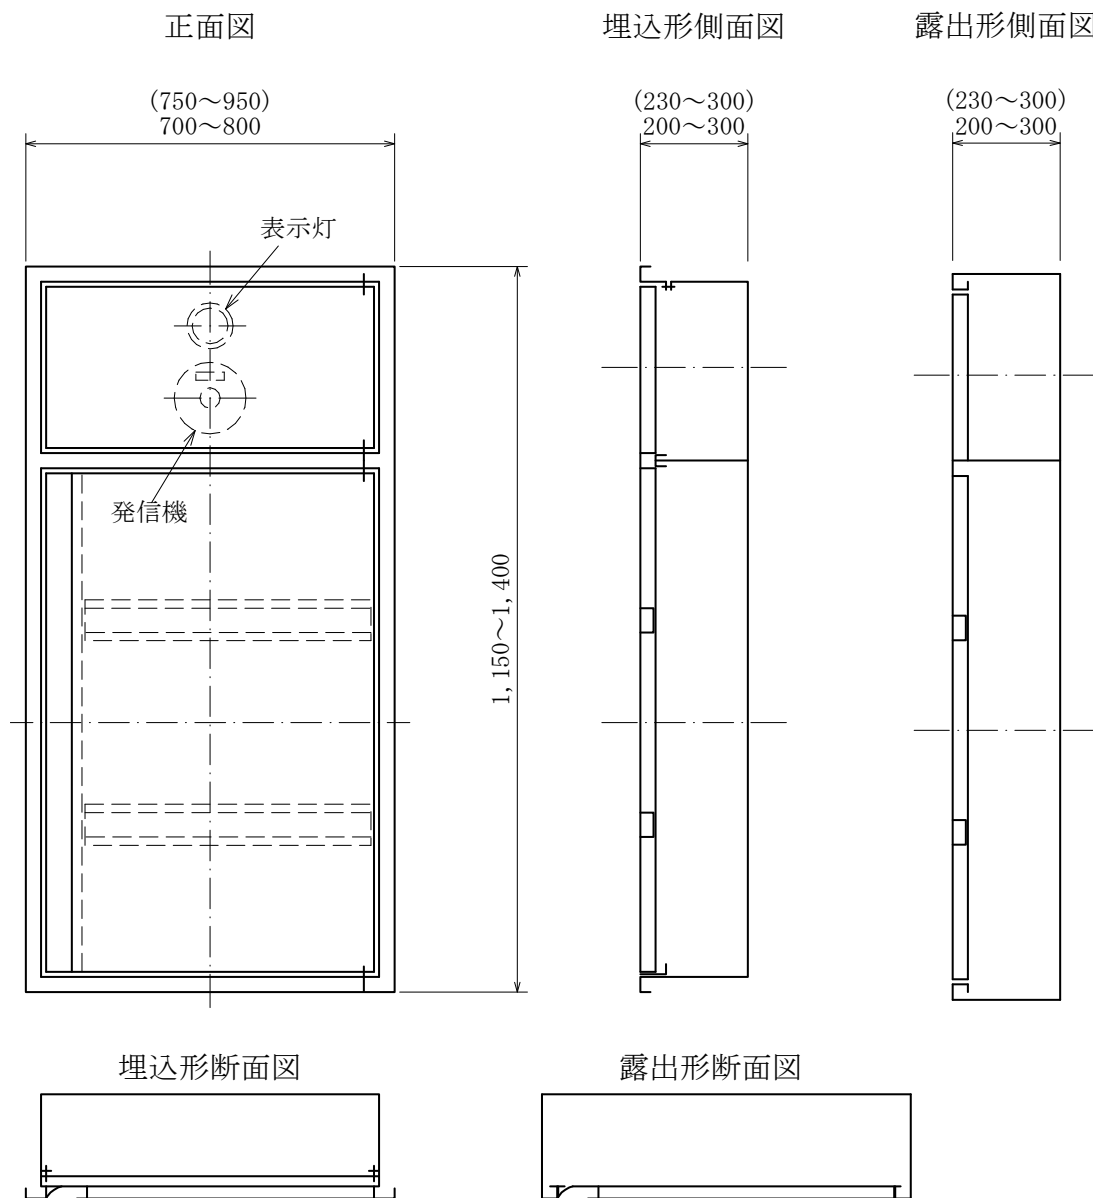 正面図
埋込形側面図
露出形側面図
(750～950)
700～800
(230～300)
200～300
(230～300)
200～300
表示灯
発信機
1,150～1,400
埋込形断面図
露出形断面図